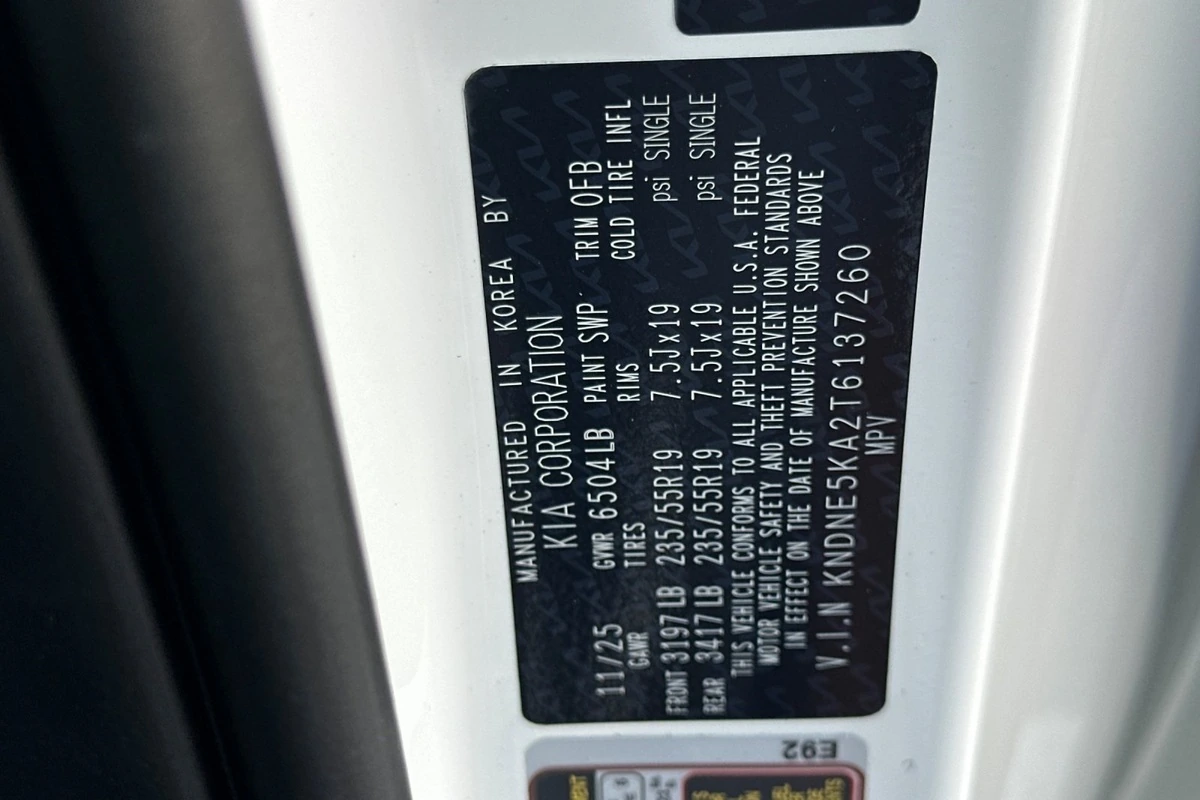 MANUFACTURED IN KOREA BY
KIA CORPORATION
11/25 GVWR 6504LB PAINT SWP TRIM OFB
GAWR TIRES RIMS COLD TIRE INFL
FRONT 3197LB 235/55R19 7.5Jx19 psi SINGLE
REAR 3417LB 235/55R19 7.5Jx19 psi SINGLE
THIS VEHICLE CONFORMS TO ALL APPLICABLE U.S.A. FEDERAL
MOTOR VEHICLE SAFETY AND THEFT PREVENTION STANDARDS
IN EFFECT ON THE DATE OF MANUFACTURE SHOWN ABOVE
V.I.N KNDNE5KA2T6137260
MPV
E92